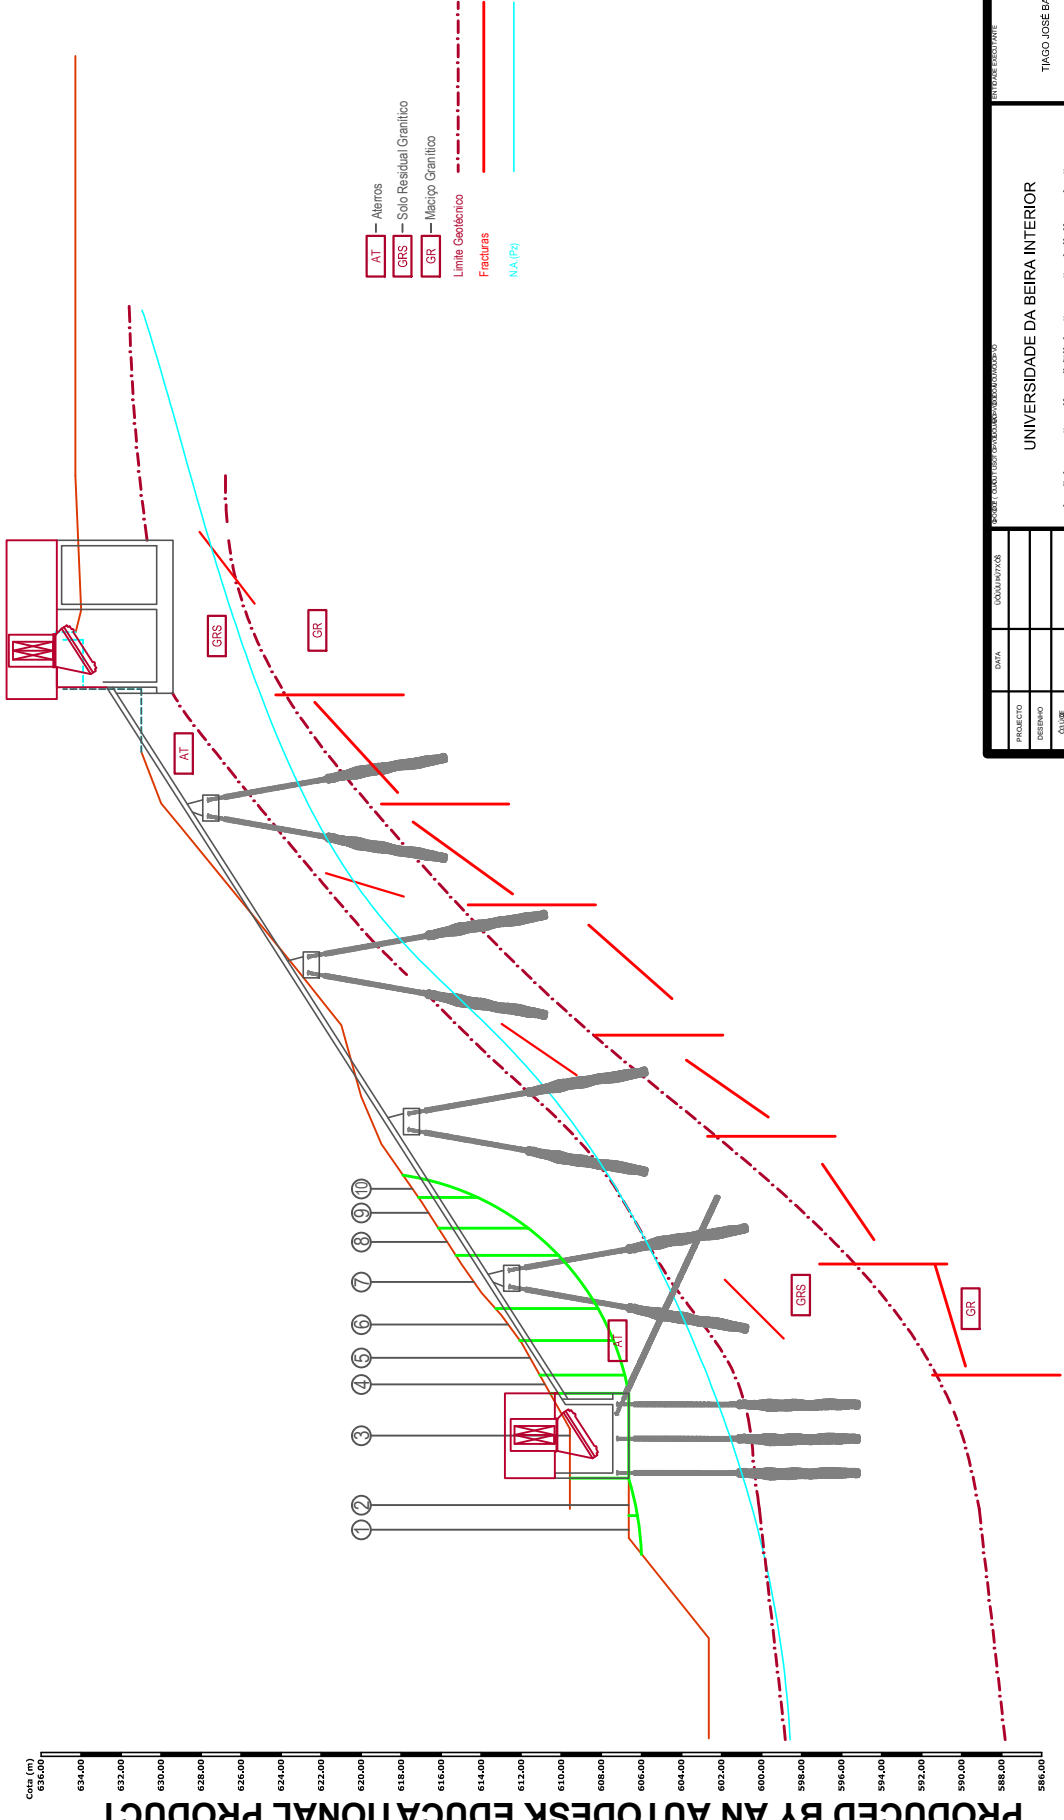 Cota (m)
636.00
634.00
632.00
630.00
628.00
626.00
624.00
622.00
620.00
618.00
616.00
614.00
612.00
610.00
608.00
606.00
604.00
602.00
600.00
598.00
596.00
594.00
592.00
590.00
588.00
586.00
1
2
3
4
5
6
7
8
9
10
AT
GRS
GR
AT
GRS
GR
AT — Aterros
GRS — Solo Residual Granítico
GR — Maciço Granítico
Limite Geotécnico
Fracturas
N.A.(Pz)
PROJECTO
DESENHO
DATA
UNIVERSIDADE DA BEIRA INTERIOR
ENTIDADE EXECUTANTE
TIAGO JOSÉ
PRODUCED BY AN AUTODESK EDUCATIONAL PRODUCT